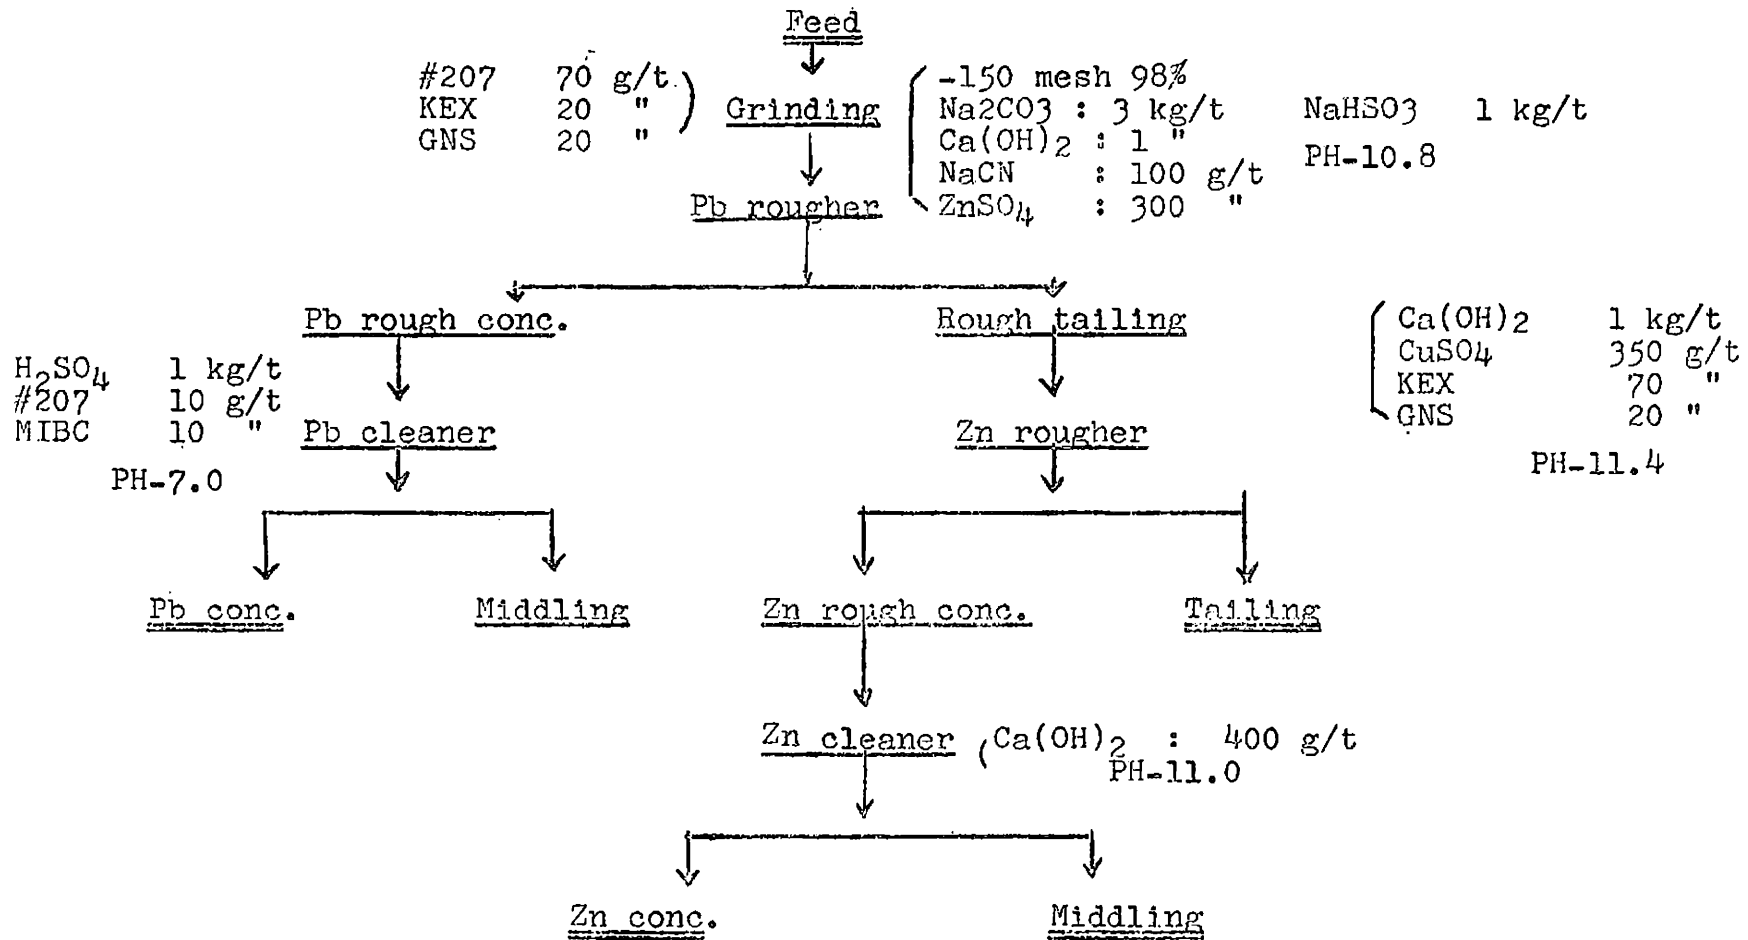 Feed
#207 70 g/t
KEX 20 "
GNS 20 "
Grinding
-150 mesh 98%
Na2CO3 : 3 kg/t NaHSO3 1 kg/t
Ca(OH)2 : 1 "
PH-10.8
NaCN : 100 g/t
ZnSO4 : 300 "
Pb rougher
Pb rough conc.
Rough tailing
Ca(OH)2 1 kg/t
CuSO4 350 g/t
KEX 70 "
GNS 20 "
PH-11.4
H2SO4 1 kg/t
#207 10 g/t
MIBC 10 "
PH-7.0
Pb cleaner
Zn rougher
Pb conc.
Middling
Zn rough conc.
Tailing
Zn cleaner
Ca(OH)2 : 400 g/t
PH-11.0
Zn conc.
Middling